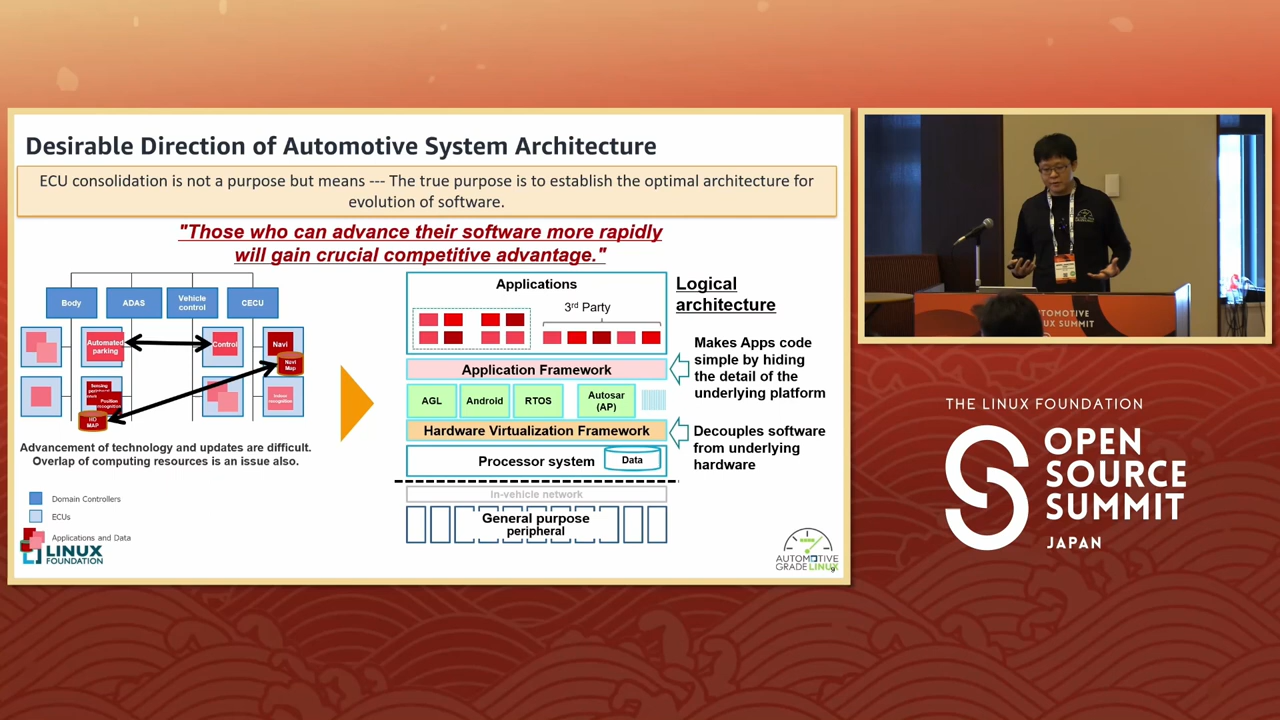 Desirable Direction of Automotive System Architecture
ECU consolidation is not a purpose but means --- The true purpose is to establish the optimal architecture for
evolution of software.
"Those who can advance their software more rapidly
will gain crucial competitive advantage."
Body
ADAS
Vehicle
control
CECU
Automated
parking
Control
Navi
Navi
Map
Position
recognition
HD
MAP
Advancement of technology and updates are difficult.
Overlap of computing resources is an issue also.
Domain Controllers
ECUs
Applications and Data
LINUX
FOUNDATION
Applications
3rd Party
Application Framework
AGL
Android
RTOS
Autosar
(AP)
Hardware Virtualization Framework
Processor system
Data
In-vehicle network
General purpose
peripheral
Logical
architecture
Makes Apps code
simple by hiding
the detail of the
underlying platform
Decouples software
from underlying
hardware
AUTOMOTIVE
GRADE LINUX
9
THE LINUX FOUNDATION
OPEN
SOURCE
SUMMIT
JAPAN